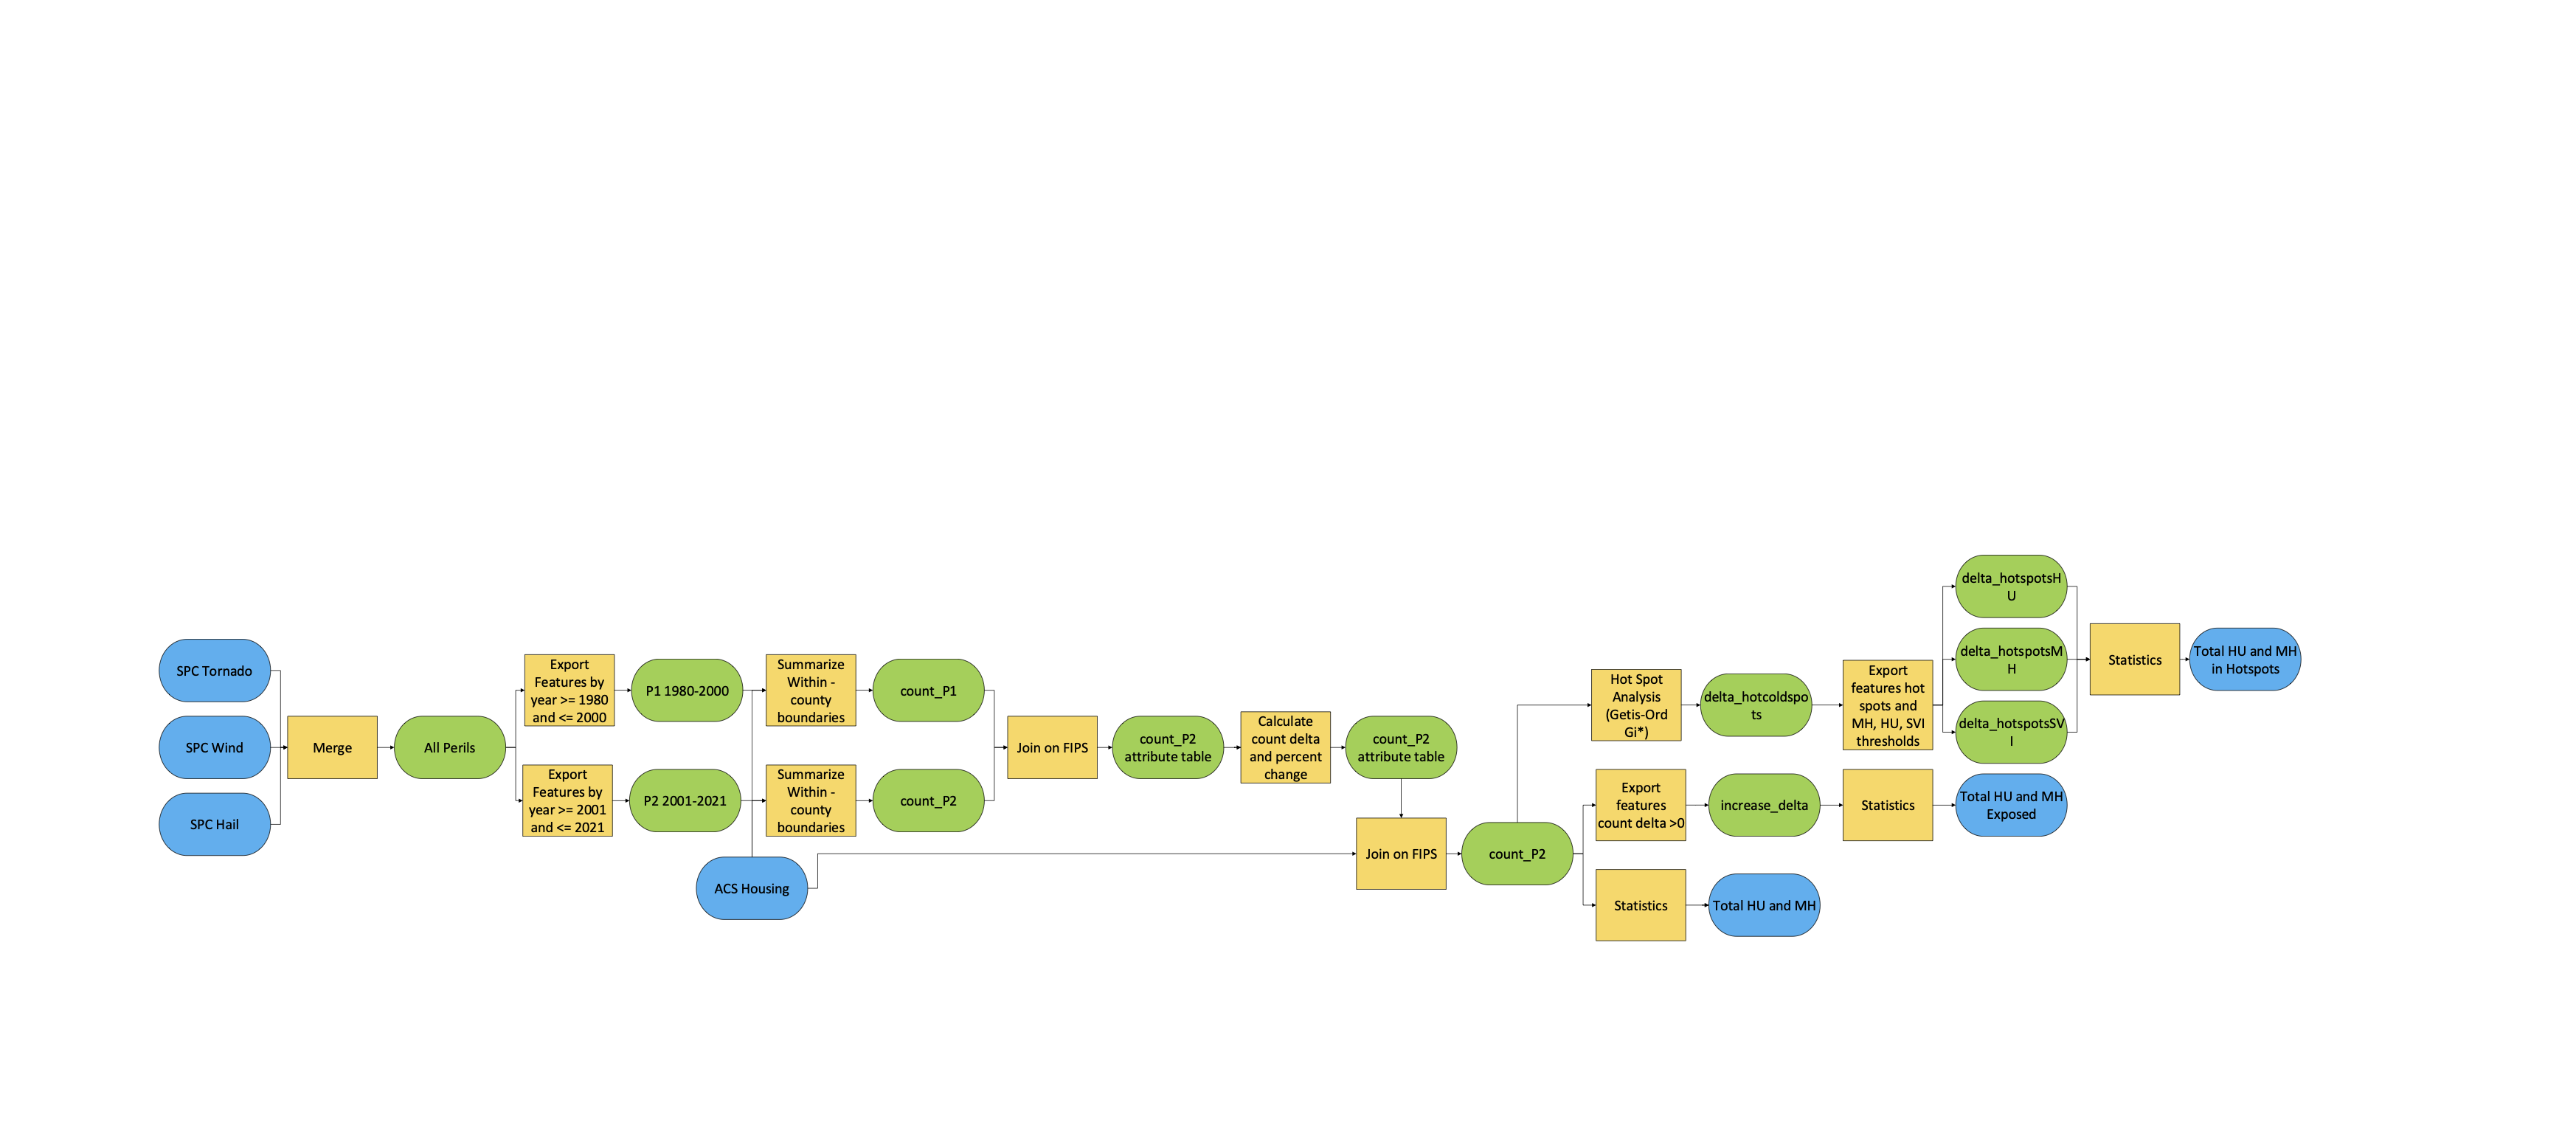 SPC Tornado
SPC Wind
SPC Hail
Merge
All Perils
Export
Features by
year >= 1980
and <= 2000
Export
Features by
year >= 2001
and <= 2021
P1 1980-2000
P2 2001-2021
ACS Housing
Summarize
Within -
county
boundaries
Summarize
Within -
county
boundaries
count_P1
count_P2
Join on FIPS
count_P2
attribute table
Calculate
count delta
and percent
change
count_P2
attribute table
Join on FIPS
count_P2
Hot Spot
Analysis
(Getis-Ord
Gi*)
delta_hotcoldspo
ts
Export
features hot
spots and
MH, HU, SVI
thresholds
delta_hotspotsH
U
delta_hotspotsM
H
delta_hotspotsSV
I
Statistics
Total HU and MH
in Hotspots
Export
features
count delta >0
increase_delta
Statistics
Total HU and MH
Exposed
Statistics
Total HU and MH